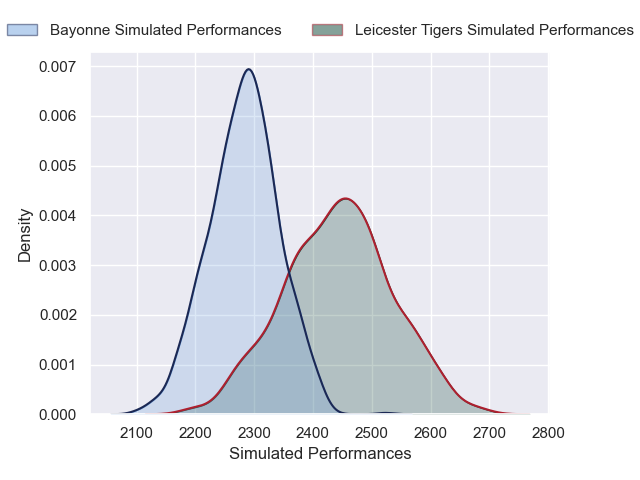 Bayonne Simulated Performances Leicester Tigers Simulated Performances
0.007
0.006
0.005
0.004
0.003
0.002
0.001
0.000
Density
2100 2200 2300 2400 2500 2600 2700 2800
Simulated Performances